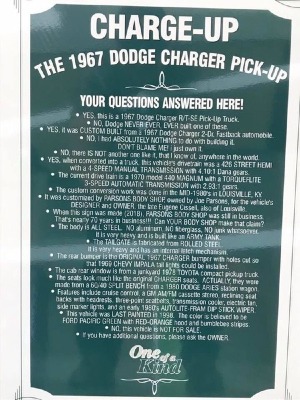 CHARGE-UP
THE 1967 DODGE CHARGER PICK-UP
YOUR QUESTIONS ANSWERED HERE!
• YES, this is a 1967 Dodge Charger R/T-SE Pick-Up Truck.
• NO, Dodge NEVER!EVER! EVER built one of these.
• YES, it was CUSTOM BUILT from a 1967 Dodge Charger 2-Dr. Fastback automobile.
• NO, I had ABSOLUTELY NOTHING to do with building it.
DON'T BLAME ME! I just own it.
• NO, there IS NOT another one like it, that I know of, anywhere in the world.
• YES, when converted into a truck, this vehicle's drivetrain was a 426 STREET HEMI
with a 4-SPEED MANUAL TRANSMISSION with 4.10:1 Dana gears.
• The current drive train is a 1970 model 440 MAGNUM with a TORQUEFLITE
3-SPEED AUTOMATIC TRANSMISSION with 2.93:1 gears.
• The custom conversion work was done in the MID-1980's in LOUISVILLE, KY.
• It was customized by PARSONS BODY SHOP owned by Joe Parsons, for the vehicle's
DESIGNER and OWNER, the late Eugene Cissel, also of Louisville.
• When this sign was made (2018), PARSONS BODY SHOP was still in business.
That's nearly 70 years in business!!!! Can YOUR BODY SHOP make that claim?
• The body is ALL STEEL. NO aluminum, NO fiberglass, NO junk whatsoever.
It is very heavy and is built like an ARMY TANK.
• The TAILGATE is fabricated from ROLLED STEEL.
It is very heavy and has an internal latch mechanism.
• The rear bumper is the ORIGINAL 1967 CHARGER bumper with holes cut so
that 1969 CHEVY IMPALA tail lights could be installed.
• The cab rear window is from a junkyard 1978 TOYOTA compact pickup truck.
• The seats look much like the original CHARGER SEATS. ACTUALLY, they were
made from a 60/40 SPLIT BENCH from a 1980 DODGE ARIES station wagon.
• Features include cruise control, a GM AM/FM cassette stereo, reclining seat
backs with headrests, three-point seatbelts, transmission cooler, electric fan,
side marker lights, and an early 1980's AUTOLITE-FRAM DIP STICK WIPER.
• This vehicle was LAST PAINTED in 1998. The color is believed to be
FORD PACIFIC GREEN with RED-ORANGE hood and bumblebee stripes.
• NO, this vehicle is NOT FOR SALE.
• If you have additional questions, please ask the OWNER.
One of a Kind